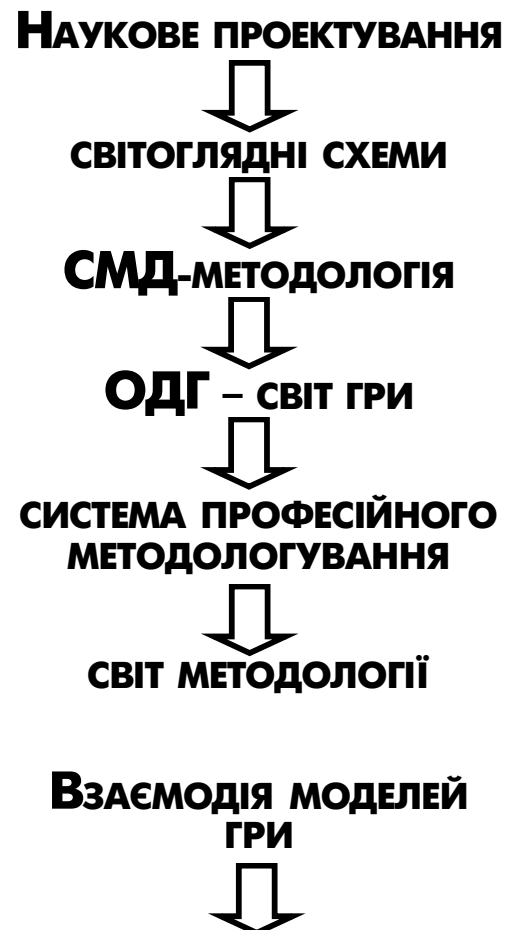 Наукове проектування
світоглядні схеми
СМД-методологія
ОДГ – світ гри
система професійного
методологування
світ методології
Взаємодія моделей
гри